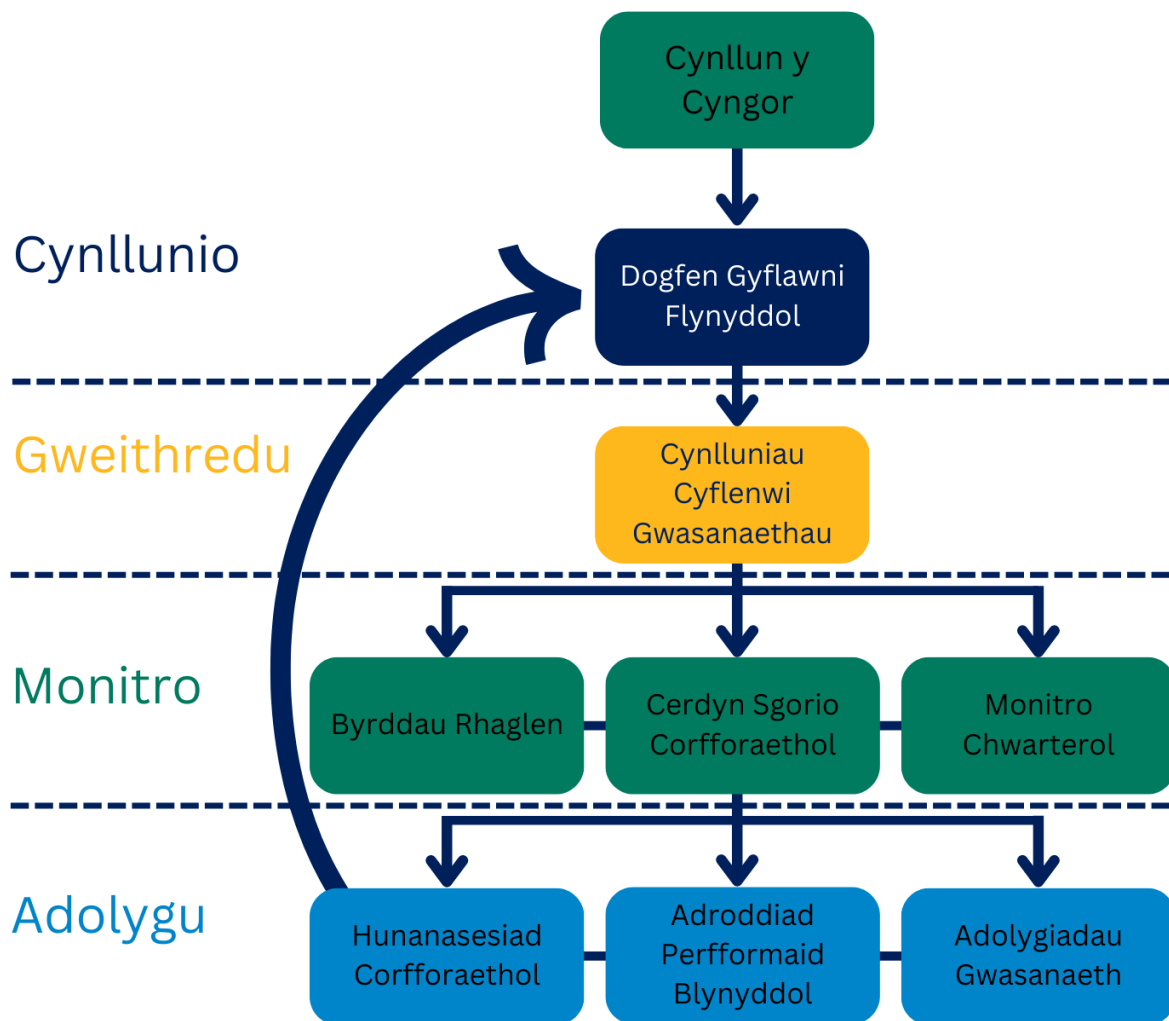 Cynllun y
Cyngor
Cynllunio
Dogfen Gyflawni
Flynyddol
Gweithredu
Cynlluniau
Cyflenwi
Gwasanaethau
Monitro
Byrddau Rhaglen
Cerdyn Sgorio
Corfforaethol
Monitro
Chwarterol
Adolygu
Hunanasesiad
Corfforaethol
Adroddiad
Perfformaid
Blynyddol
Adolygiadau
Gwasanaeth